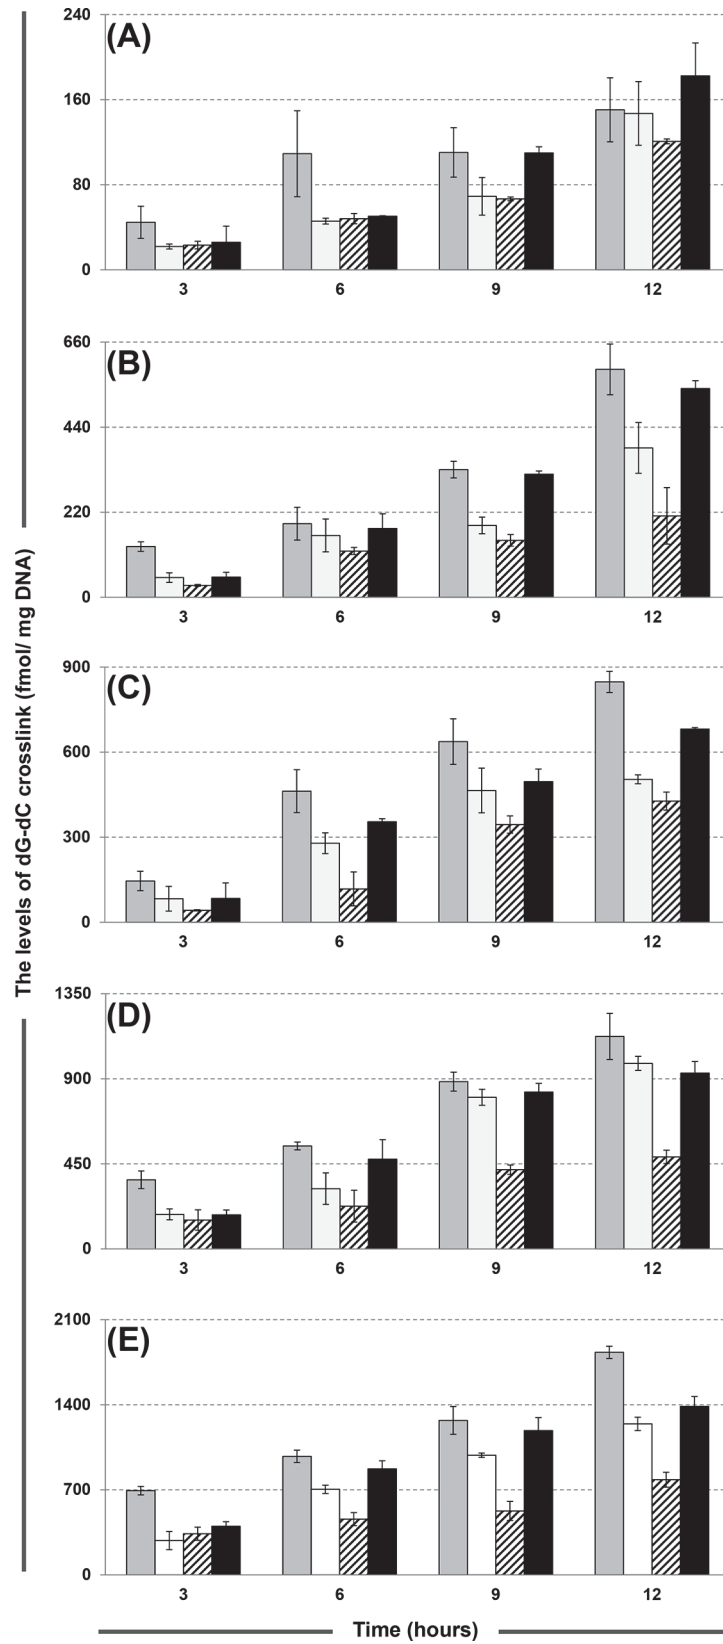 The levels of dG-dC crosslink (fmol/ mg DNA)
(A)
240
160
80
0
3 6 9 12
(B)
660
440
220
0
3 6 9 12
(C)
900
600
300
0
3 6 9 12
(D)
1350
900
450
0
3 6 9 12
(E)
2100
1400
700
0
3 6 9 12
Time (hours)